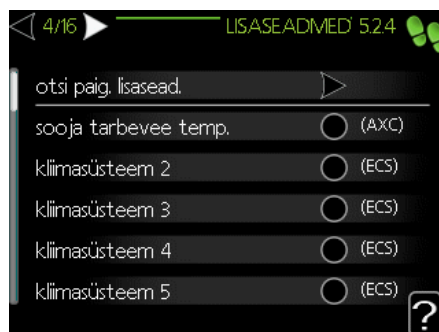 4/16 LISASEADMED 5.2.4
otsi paig. lisasead.
sooja tarbevee temp. (AXC)
kliimasüsteem 2 (ECS)
kliimasüsteem 3 (ECS)
kliimasüsteem 4 (ECS)
kliimasüsteem 5 (ECS)
?